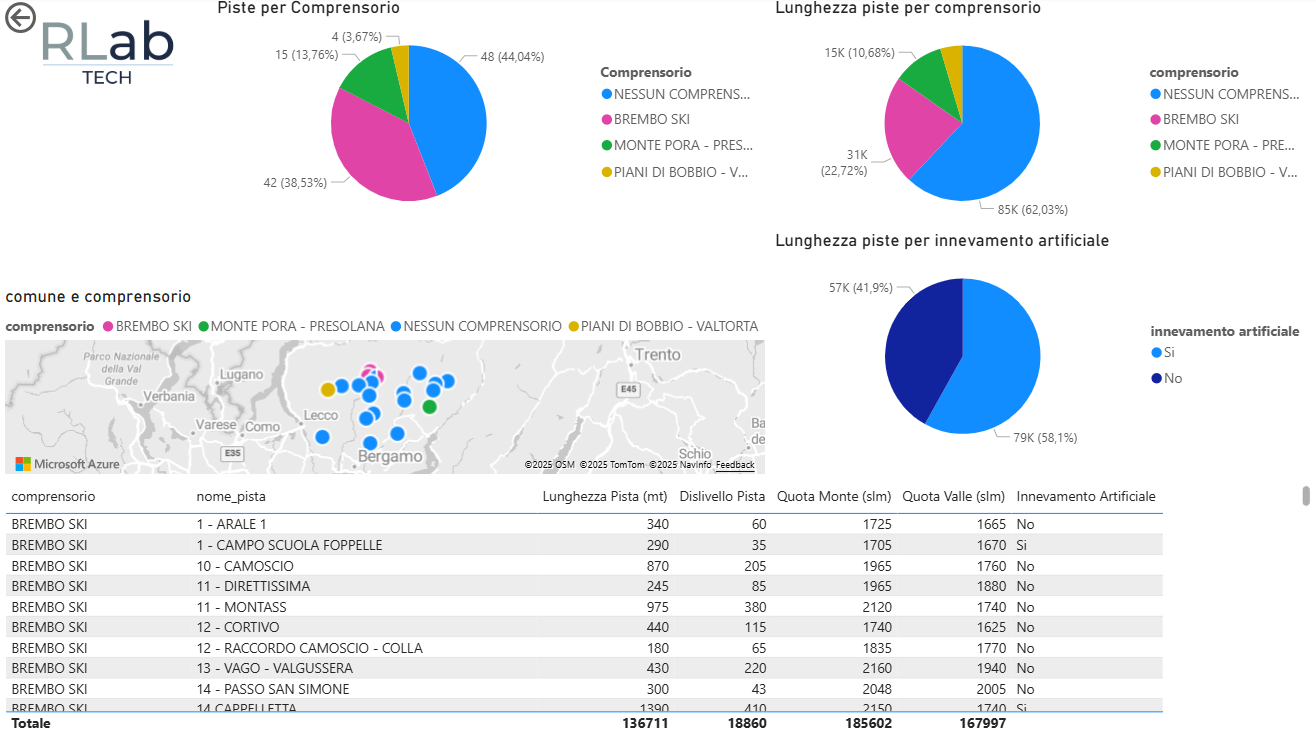 RLab
TECH
Piste per Comprensorio
4 (3,67%)
15 (13,76%)
48 (44,04%)
42 (38,53%)
Comprensorio
NESSUN COMPRENS...
BREMBO SKI
MONTE PORA - PRES...
PIANI DI BOBBIO - V...
Lunghezza piste per comprensorio
15K (10,68%)
31K
(22,72%)
85K (62,03%)
comprensorio
NESSUN COMPRENS...
BREMBO SKI
MONTE PORA - PRE...
PIANI DI BOBBIO - V...
Lunghezza piste per innevamento artificiale
57K (41,9%)
79K (58,1%)
innevamento artificiale
Si
No
comune e comprensorio
comprensorio BREMBO SKI MONTE PORA - PRESOLANA NESSUN COMPRENSORIO PIANI DI BOBBIO - VALTORTA
Parco Nazionale
della Val
Grande
Lugano
Verbania
Varese
Como
Lecco
Bergamo
Trento
Schio
Ba
de
E35
E45
Microsoft Azure
©2025 OSM ©2025 TomTom ©2025 Navinfo Feedback
comprensorio nome_pista Lunghezza Pista (mt) Dislivello Pista Quota Monte (slm) Quota Valle (slm) Innevamento Artificiale
BREMBO SKI 1 - ARALE 1 340 60 1725 1665 No
BREMBO SKI 1 - CAMPO SCUOLA FOPPELLE 290 35 1705 1670 Si
BREMBO SKI 10 - CAMOSCIO 870 205 1965 1760 No
BREMBO SKI 11 - DIRETTISSIMA 245 85 1965 1880 No
BREMBO SKI 11 - MONTASS 975 380 2120 1740 No
BREMBO SKI 12 - CORTIVO 440 115 1740 1625 No
BREMBO SKI 12 - RACCORDO CAMOSCIO - COLLA 180 65 1835 1770 No
BREMBO SKI 13 - VAGO - VALGUSSERA 430 220 2160 1940 No
BREMBO SKI 14 - PASSO SAN SIMONE 300 43 2048 2005 No
BREMBO SKI 14 CAPPELLETTA 1390 410 2150 1740 Si
Totale 136711 18860 185602 167997